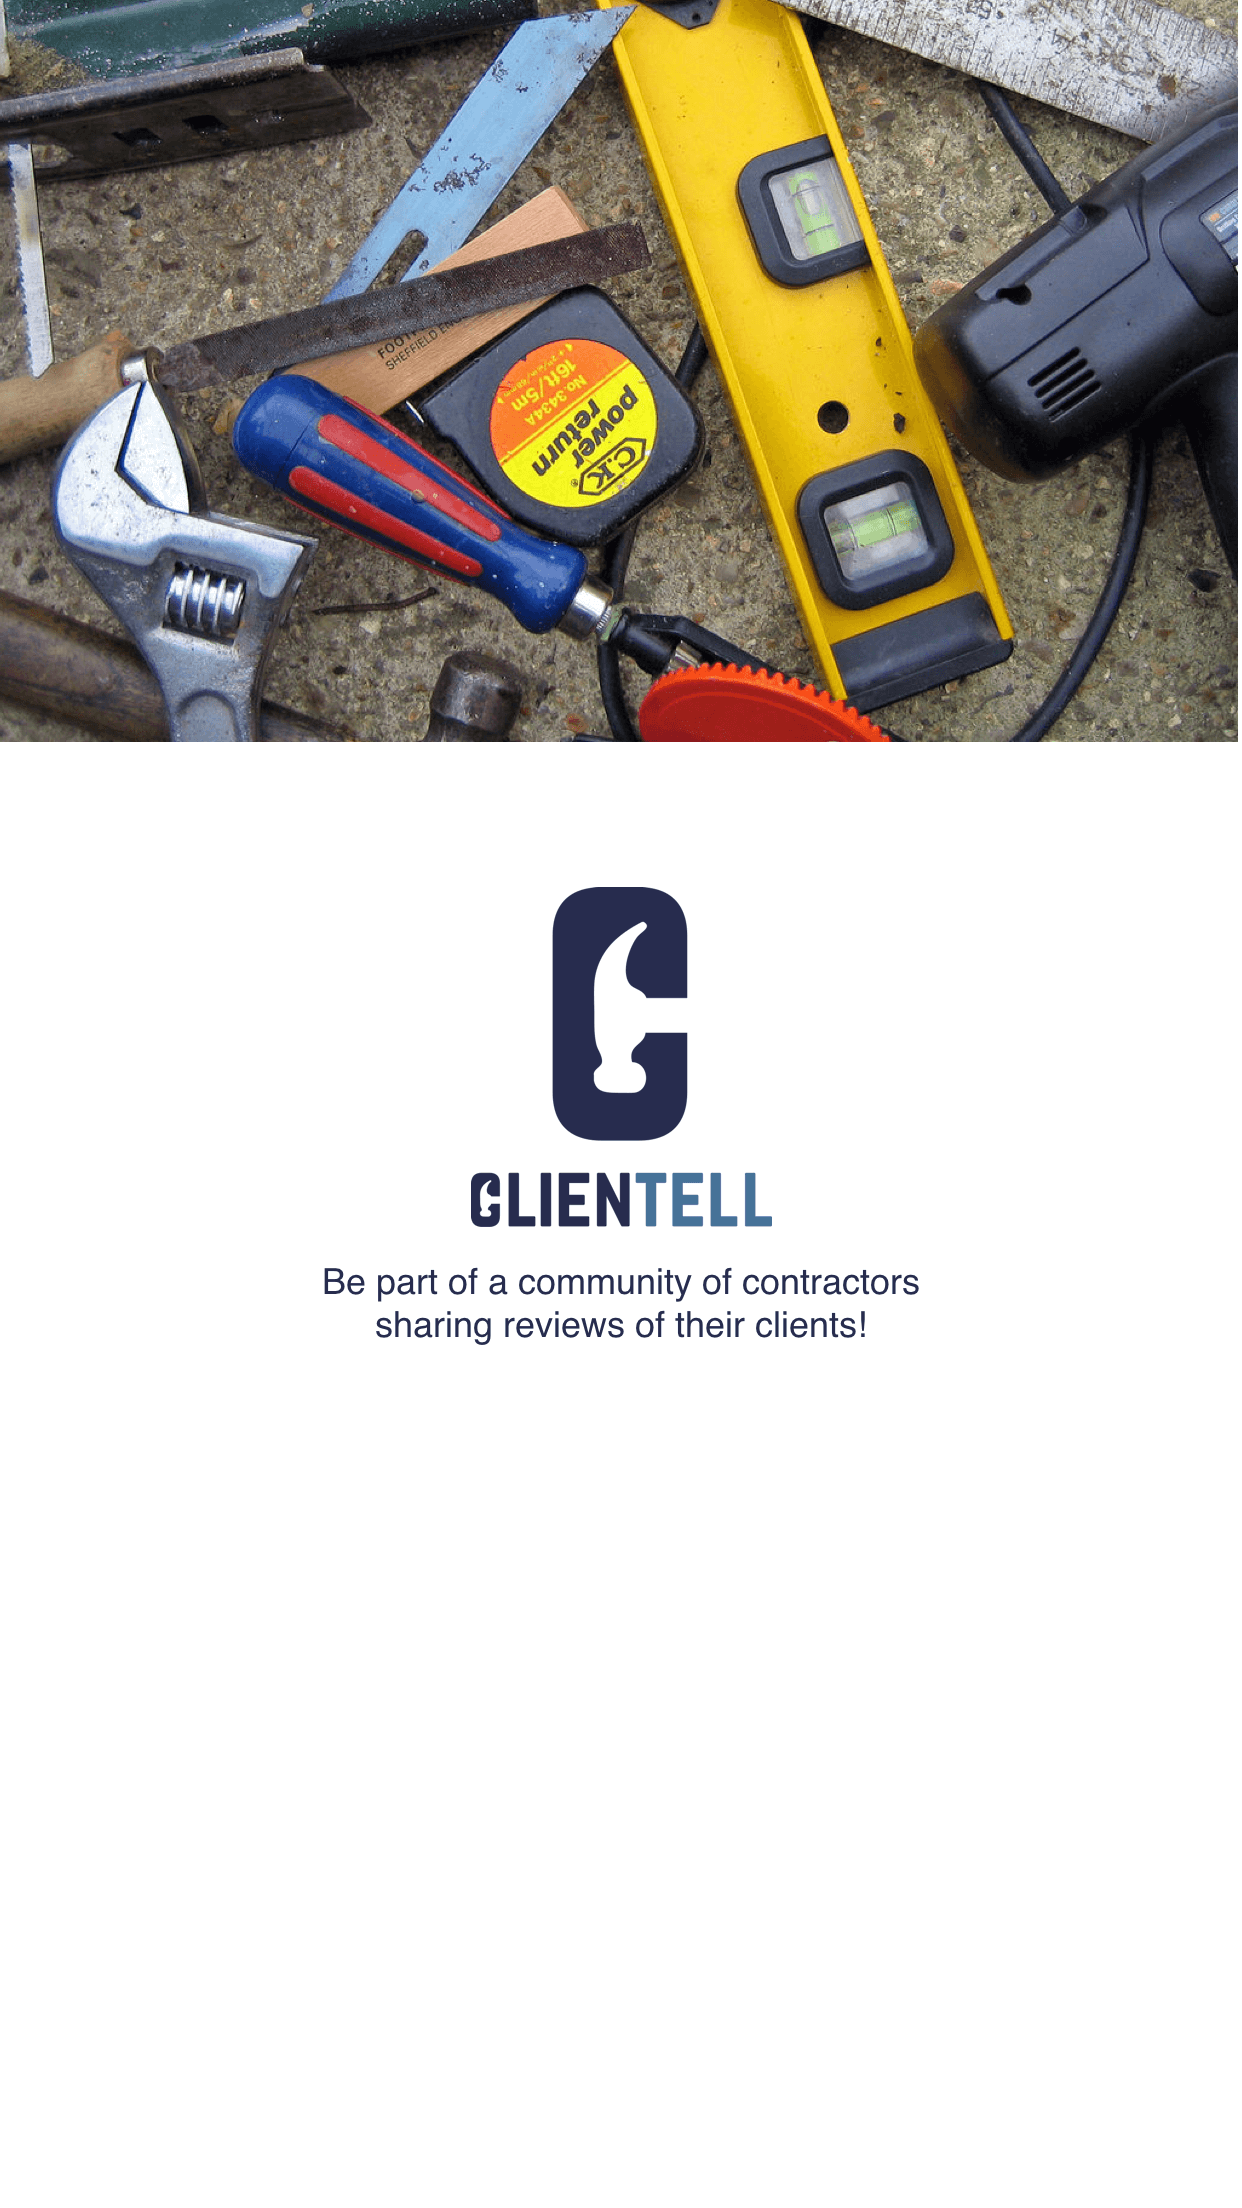 FOOT
SHEFFIELD EN
No.3434A
16ft/5m
power
return
C.K
®
CLIENTELL
Be part of a community of contractors
sharing reviews of their clients!